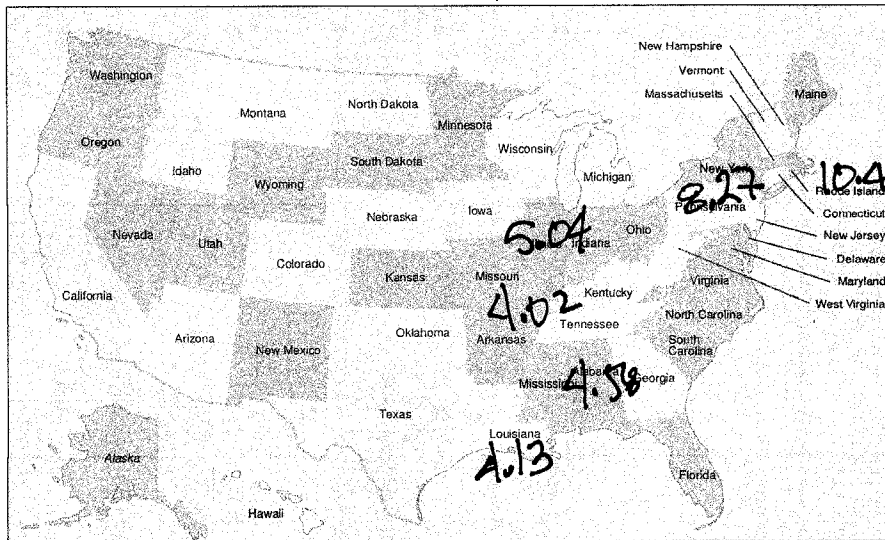 New Hampshire
Washington
Vermont
Massachusetts
Maine
Montana
North Dakota
Minnesota
Oregon
Wisconsin
South Dakota
Idaho
Michigan
New York
10.4
Wyoming
8.27
Rhode Island
Pennsylvania
Iowa
Connecticut
Nebraska
5.04
Ohio
New Jersey
Nevada
Indiana
Utah
Delaware
Colorado
Kansas
Missouri
Virginia
Maryland
California
Kentucky
West Virginia
4.02
North Carolina
Tennessee
Oklahoma
Arizona
Arkansas
South
Carolina
New Mexico
Alabama
Mississippi
4.58
Georgia
Texas
Louisiana
4.13
Alaska
Florida
Hawaii